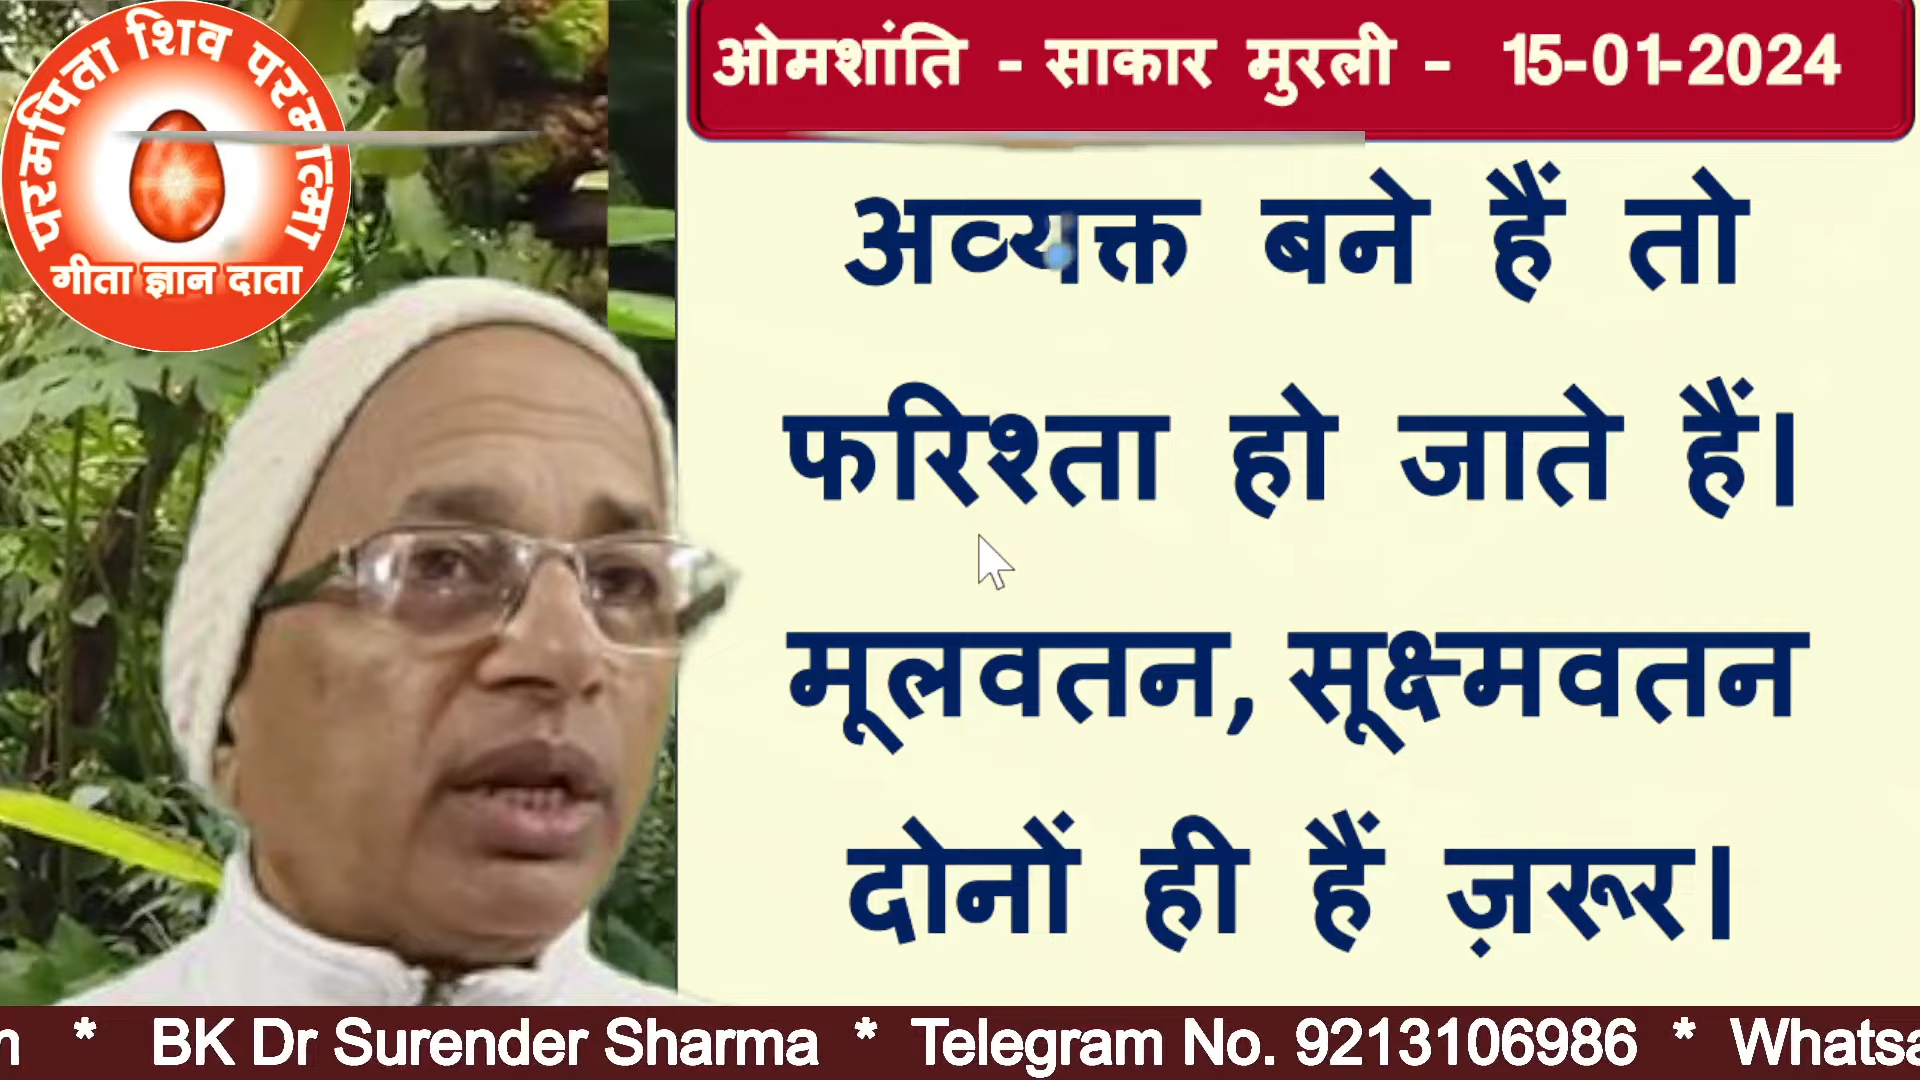 परमपिता शिव परमात्मा
गीता ज्ञान दाता
ओमशांति - साकार मुरली - 15-01-2024
अव्यक्त बने हैं तो
फरिश्ता हो जाते हैं।
मूलवतन, सूक्ष्मवतन
दोनों ही हैं ज़रूर।
* BK Dr Surender Sharma * Telegram No. 9213106986 *